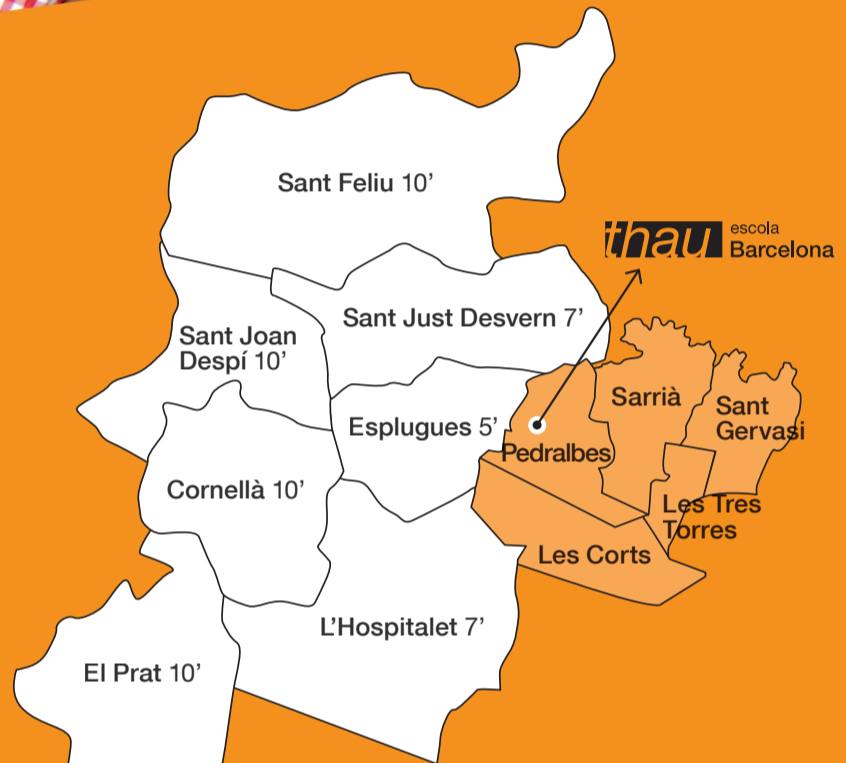 Sant Feliu 10’
thau escola
Barcelona
Sant Just Desvern 7’
Sant Joan
Despí 10’
Sarrià
Sant
Gervasi
Esplugues 5’
Pedralbes
Cornellà 10’
Les Tres
Torres
Les Corts
L’Hospitalet 7’
El Prat 10’